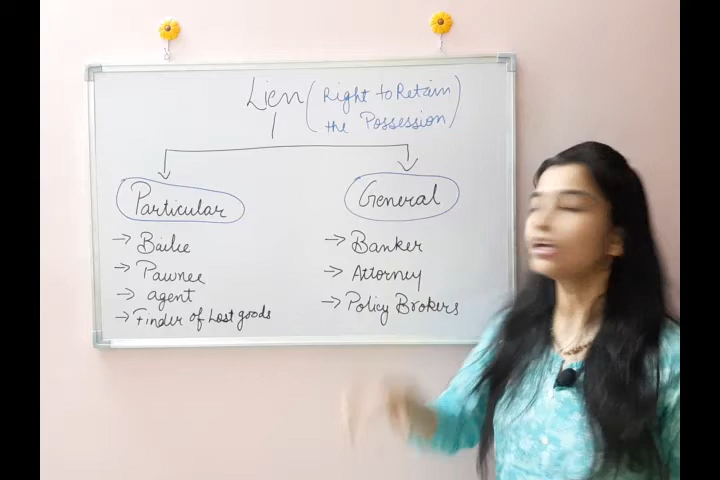 Lien (Right to Retain
the Possession)
Particular
General
→ Bailee
→ Pawnee
→ agent
→ Finder of Lost goods
→ Banker
→ Attorney
→ Policy Brokers